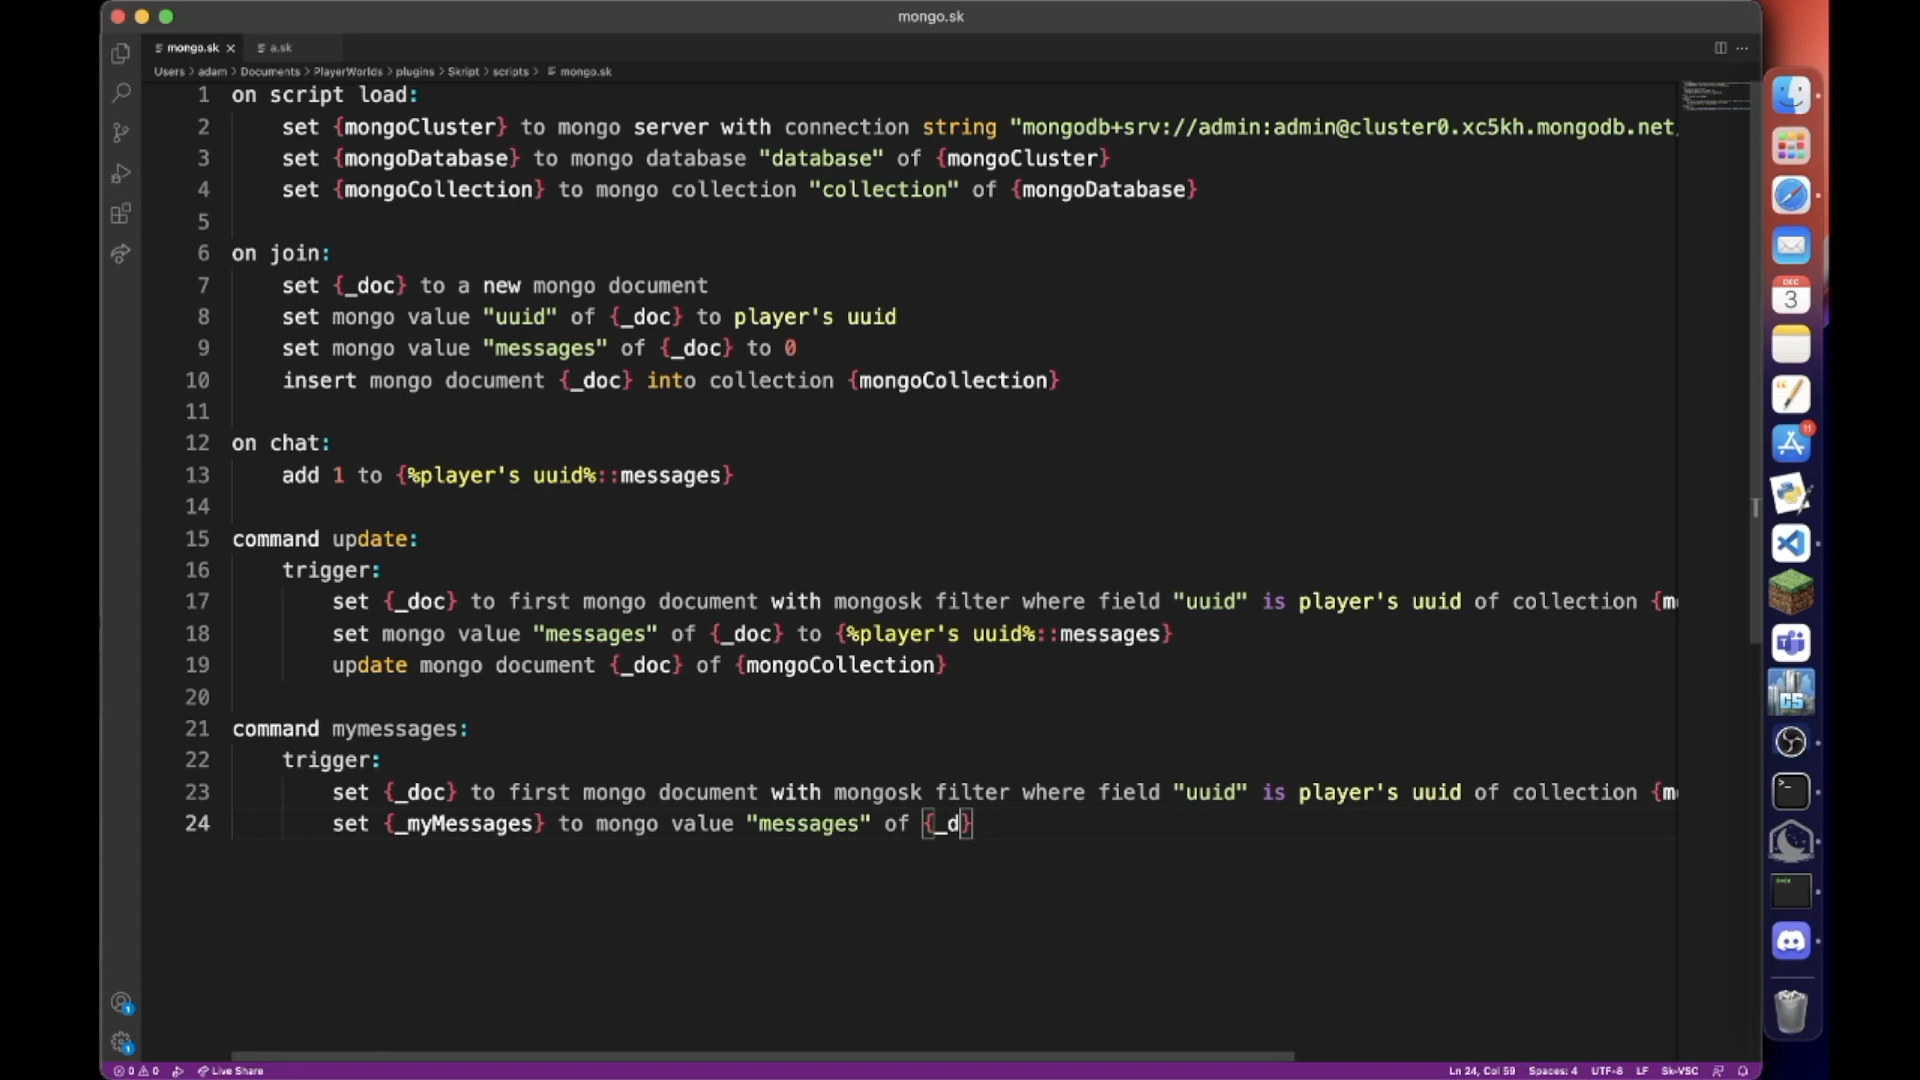 mongo.sk
mongo.sk
a.sk
Users > adam > Documents > PlayerWorlds > plugins > Skript > scripts > mongo.sk
1 on script load:
2 set {mongoCluster} to mongo server with connection string "mongodb+srv://admin:admin@cluster0.xc5kh.mongodb.net
3 set {mongoDatabase} to mongo database "database" of {mongoCluster}
4 set {mongoCollection} to mongo collection "collection" of {mongoDatabase}
5
6 on join:
7 set {_doc} to a new mongo document
8 set mongo value "uuid" of {_doc} to player's uuid
9 set mongo value "messages" of {_doc} to 0
10 insert mongo document {_doc} into collection {mongoCollection}
11
12 on chat:
13 add 1 to {%player's uuid%::messages}
14
15 command update:
16 trigger:
17 set {_doc} to first mongo document with mongosk filter where field "uuid" is player's uuid of collection {m
18 set mongo value "messages" of {_doc} to {%player's uuid%::messages}
19 update mongo document {_doc} of {mongoCollection}
20
21 command mymessages:
22 trigger:
23 set {_doc} to first mongo document with mongosk filter where field "uuid" is player's uuid of collection {m
24 set {_myMessages} to mongo value "messages" of {_d}
DEC
3
11
CS
1
1
0 0
Live Share
Ln 24, Col 59
Spaces: 4
UTF-8
LF
Sk-VSC